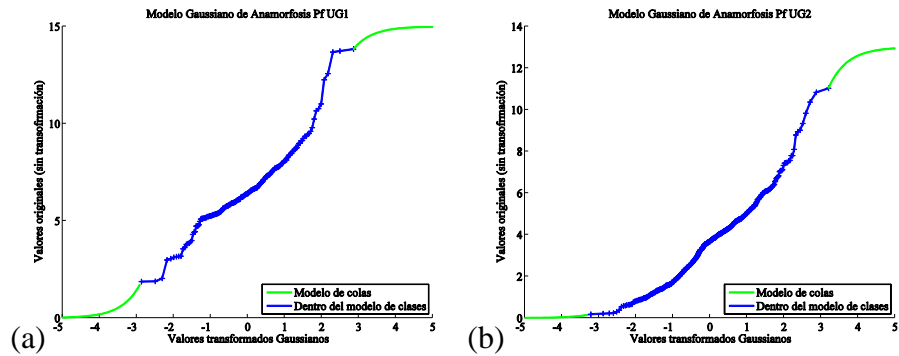 Modelo Gaussiano de Anamorfosis Pf UG1
15
10
5
0
-5
-4
-3
-2
-1
0
1
2
3
4
5
Valores originales (sin transofrmación)
Valores transformados Gaussianos
Modelo de colas
Dentro del modelo de clases
(a)
Modelo Gaussiano de Anamorfosis Pf UG2
14
12
10
8
6
4
2
0
-5
-4
-3
-2
-1
0
1
2
3
4
5
Valores originales (sin transofrmación)
Valores transformados Gaussianos
Modelo de colas
Dentro del modelo de clases
(b)